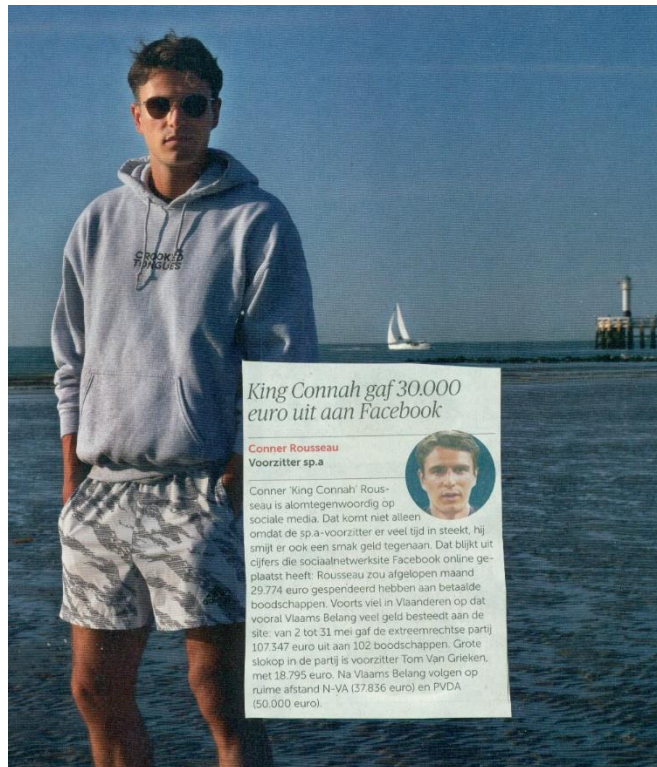 CROOKED
TONGUES
King Connah gaf 30.000
euro uit aan Facebook
Conner Rousseau
Voorzitter sp.a
Conner 'King Connah' Rous-
seau is alomtegenwoordig op
sociale media. Dat komt niet alleen
omdat de sp.a-voorzitter er veel tijd in steekt, hij
smijt er ook een smak geld tegenaan. Dat blijkt uit
cijfers die sociaalnetwerksite Facebook online ge-
plaatst heeft: Rousseau zou afgelopen maand
29.774 euro gespendeerd hebben aan betaalde
boodschappen. Voorts viel in Vlaanderen op dat
vooral Vlaams Belang veel geld besteedt aan de
site: van 2 tot 31 mei gaf de extreemrechtse partij
107.347 euro uit aan 102 boodschappen. Grote
slokop in de partij is voorzitter Tom Van Grieken,
met 18.795 euro. Na Vlaams Belang volgen op
ruime afstand N-VA (37.836 euro) en PVDA
(50.000 euro).